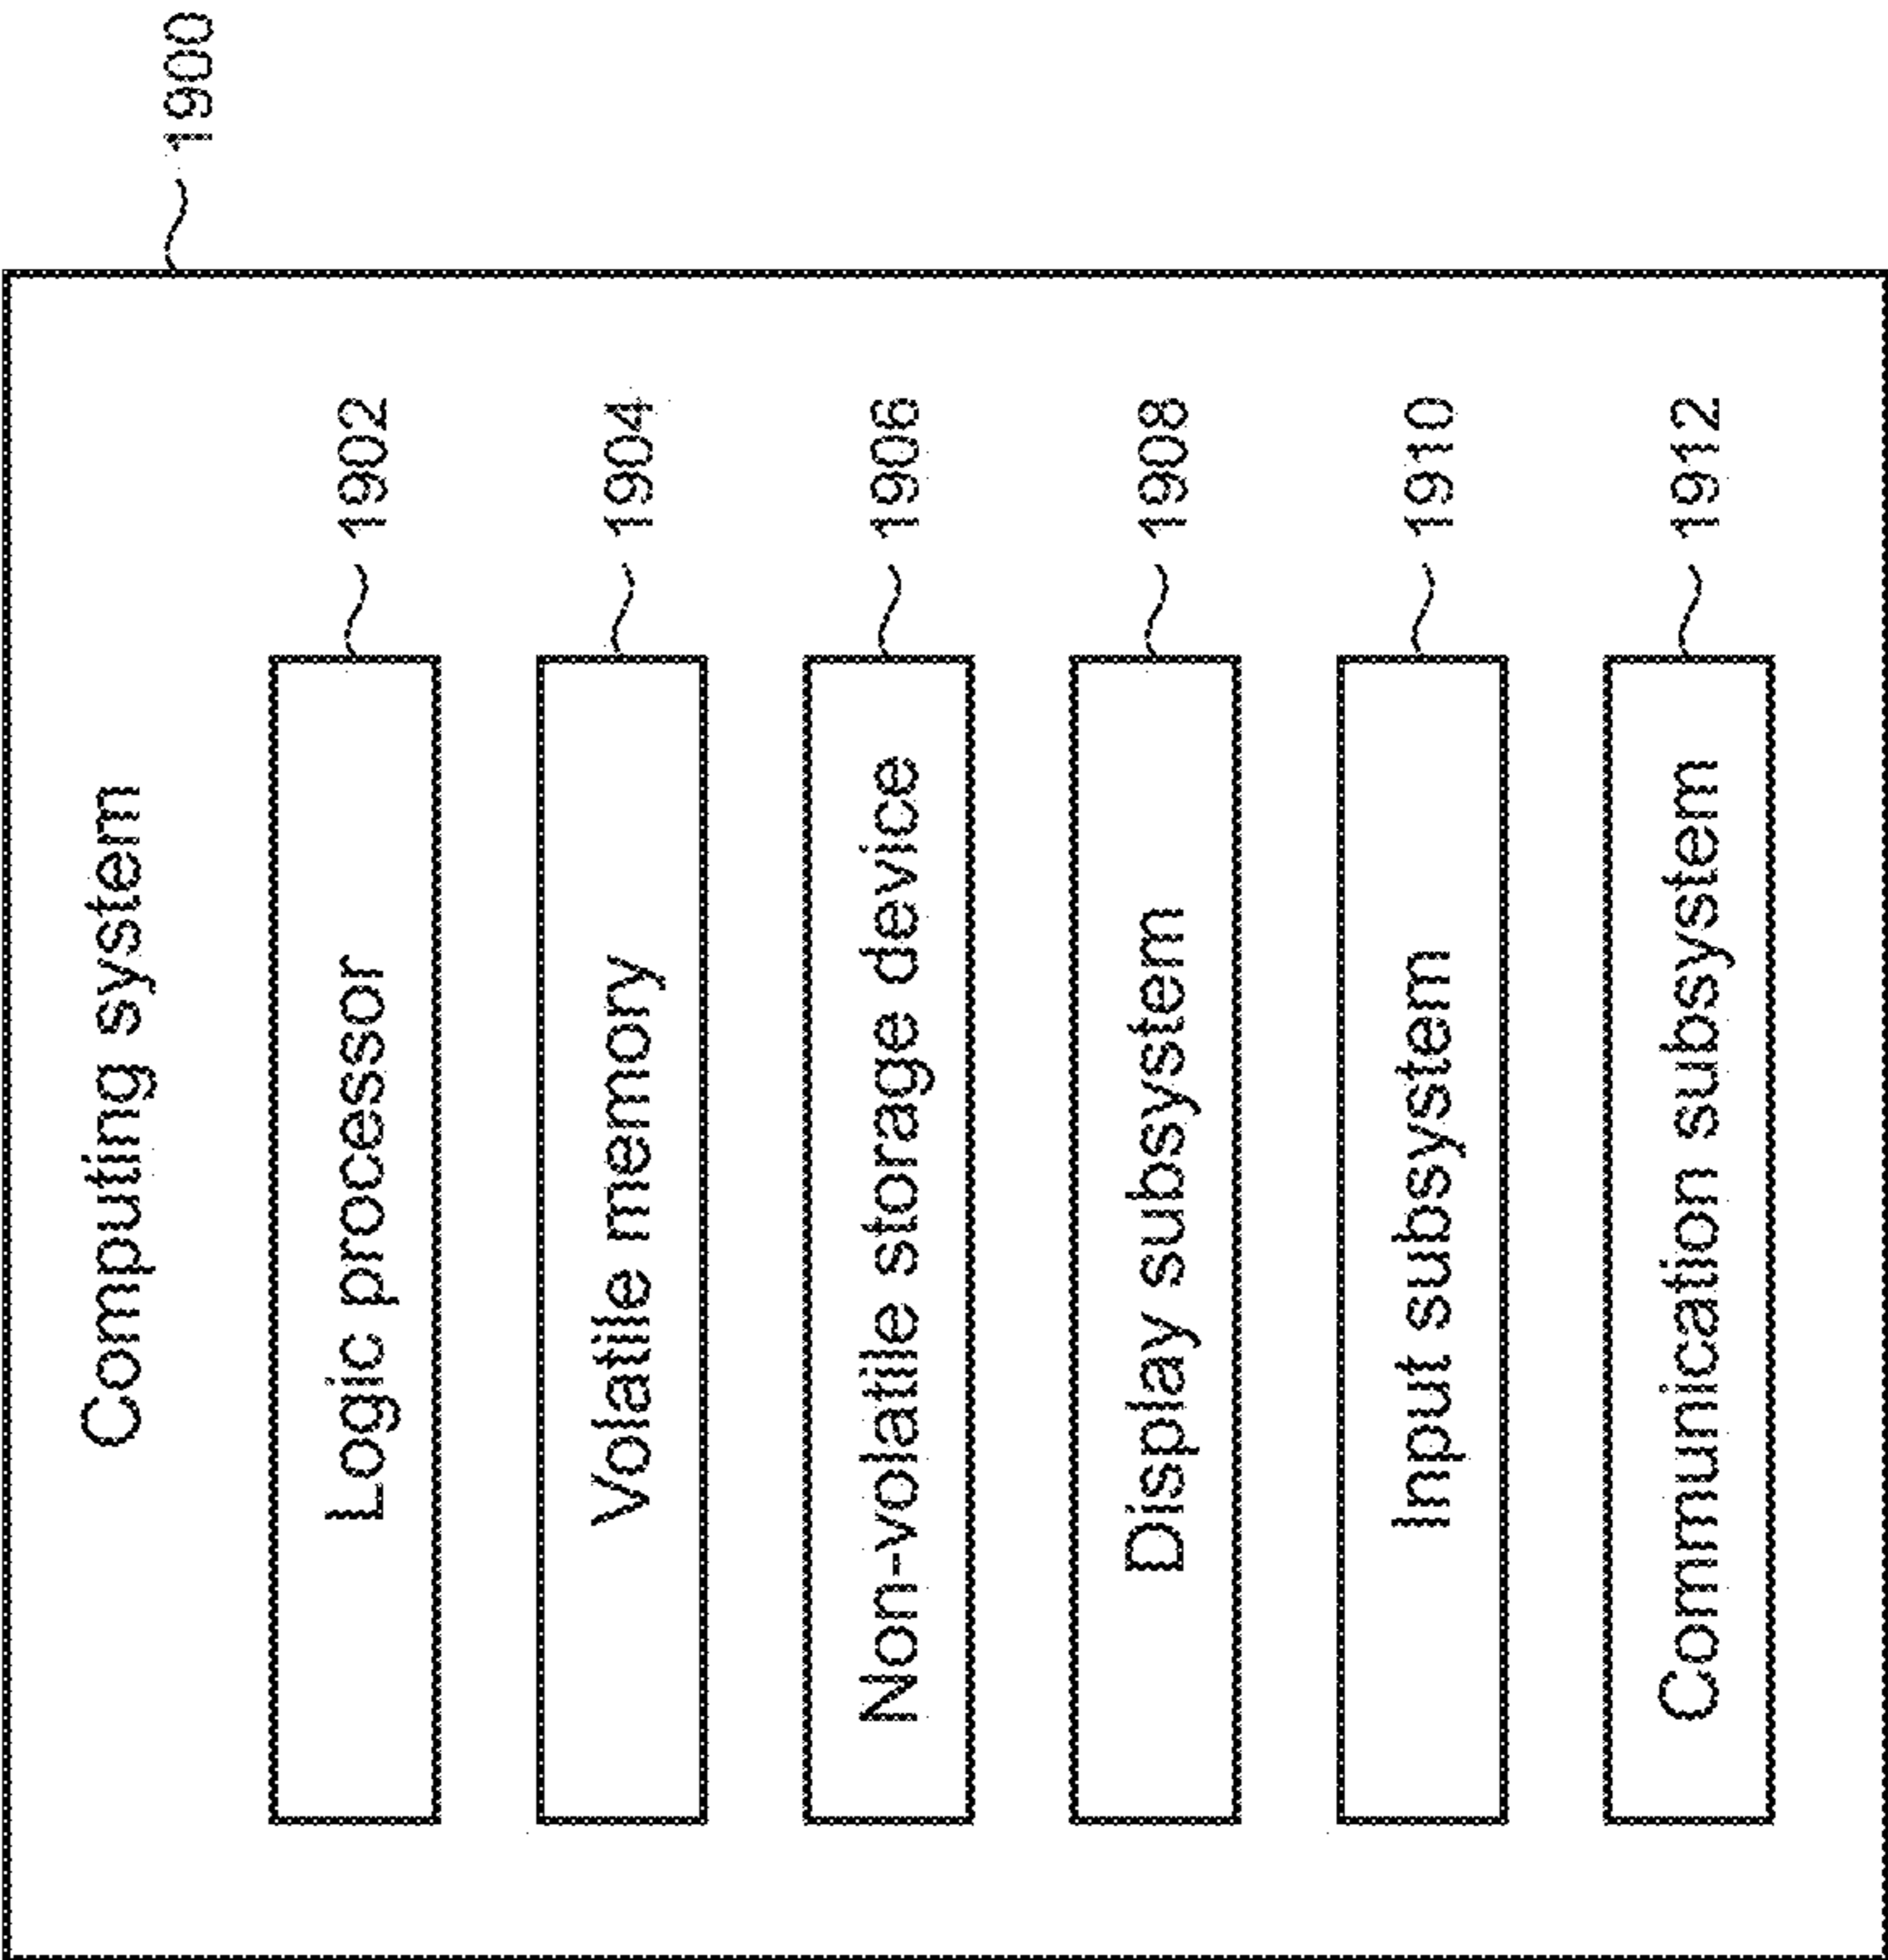 1900
Computing system
Logic processor 1902
Volatile memory 1904
Non-volatile storage device 1906
Display subsystem 1908
Input subsystem 1910
Communication subsystem 1912